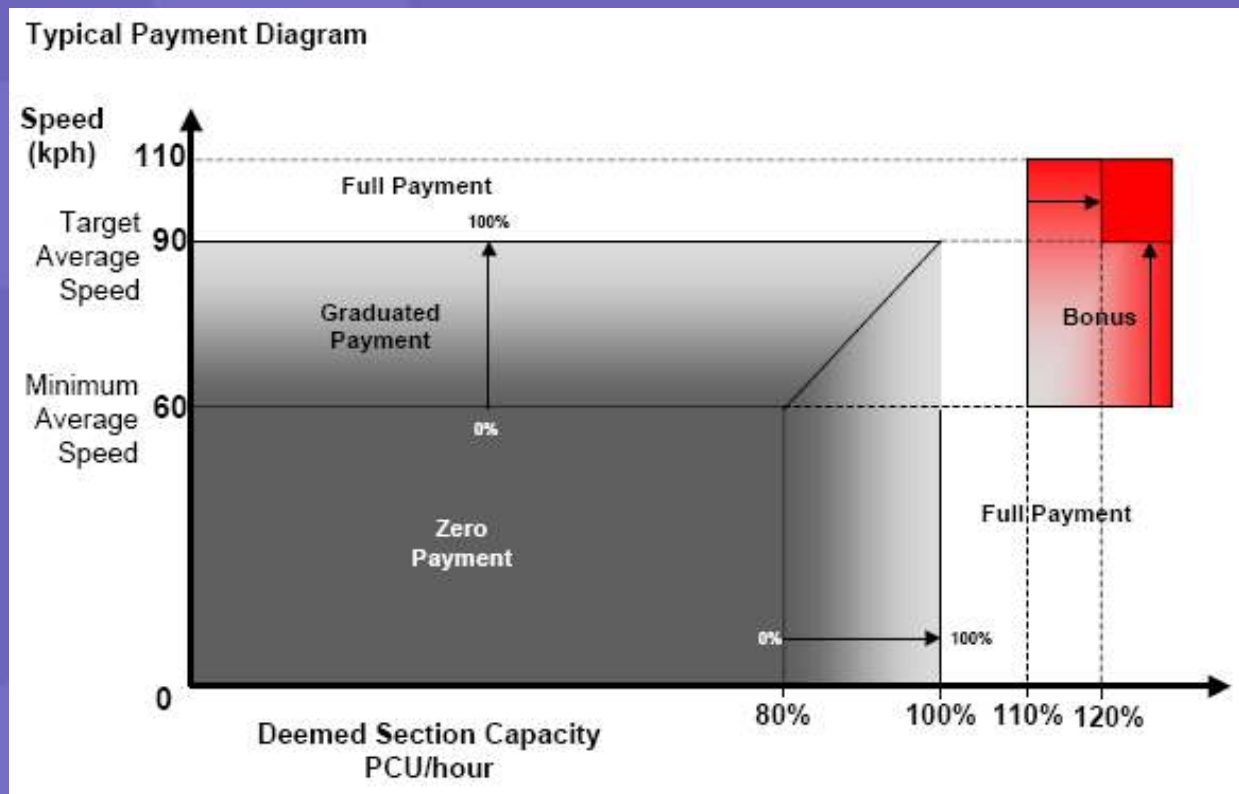 Typical Payment Diagram
Speed
(kph)
110
Full Payment
100%
Target
Average
Speed
90
Graduated
Payment
Bonus
Minimum
Average
Speed
60
0%
Zero
Payment
Full Payment
0%
100%
0
80%
100%
110%
120%
Deemed Section Capacity
PCU/hour